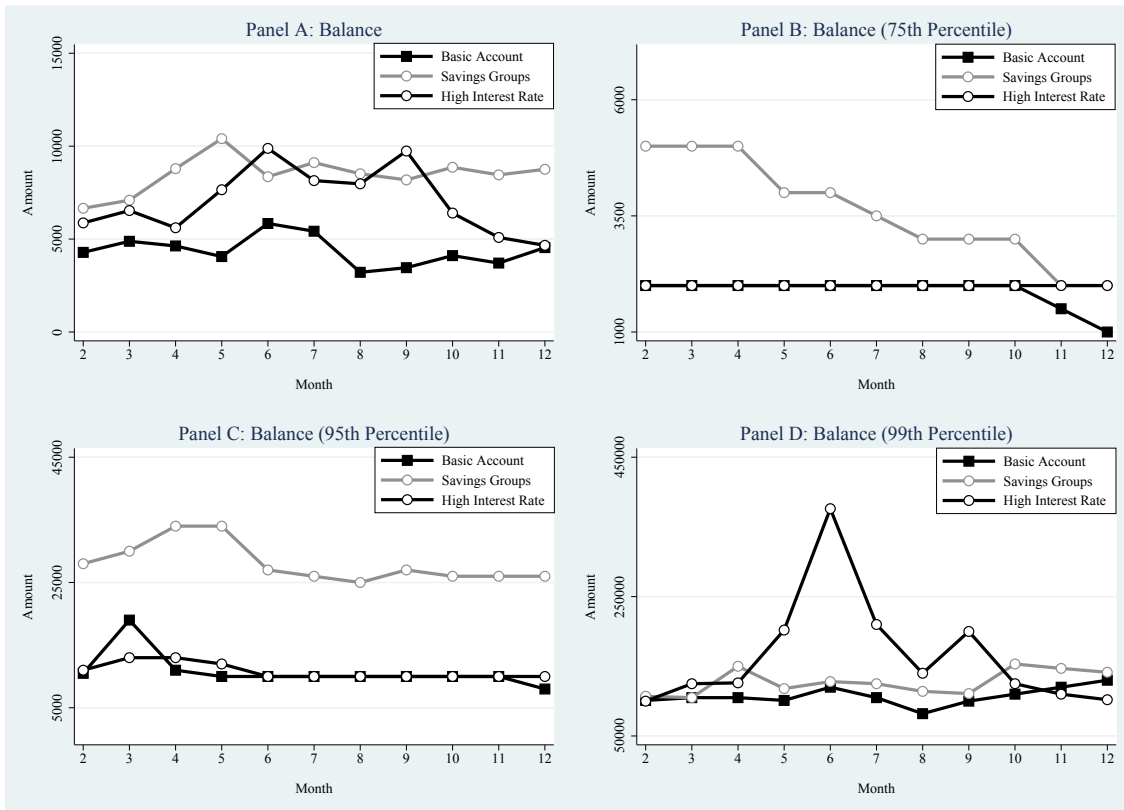 Panel A: Balance
Basic Account
Savings Groups
High Interest Rate
15000
10000
5000
0
Amount
2 3 4 5 6 7 8 9 10 11 12
Month
Panel B: Balance (75th Percentile)
Basic Account
Savings Groups
High Interest Rate
6000
3500
1000
Amount
2 3 4 5 6 7 8 9 10 11 12
Month
Panel C: Balance (95th Percentile)
Basic Account
Savings Groups
High Interest Rate
45000
25000
5000
Amount
2 3 4 5 6 7 8 9 10 11 12
Month
Panel D: Balance (99th Percentile)
Basic Account
Savings Groups
High Interest Rate
450000
250000
50000
Amount
2 3 4 5 6 7 8 9 10 11 12
Month